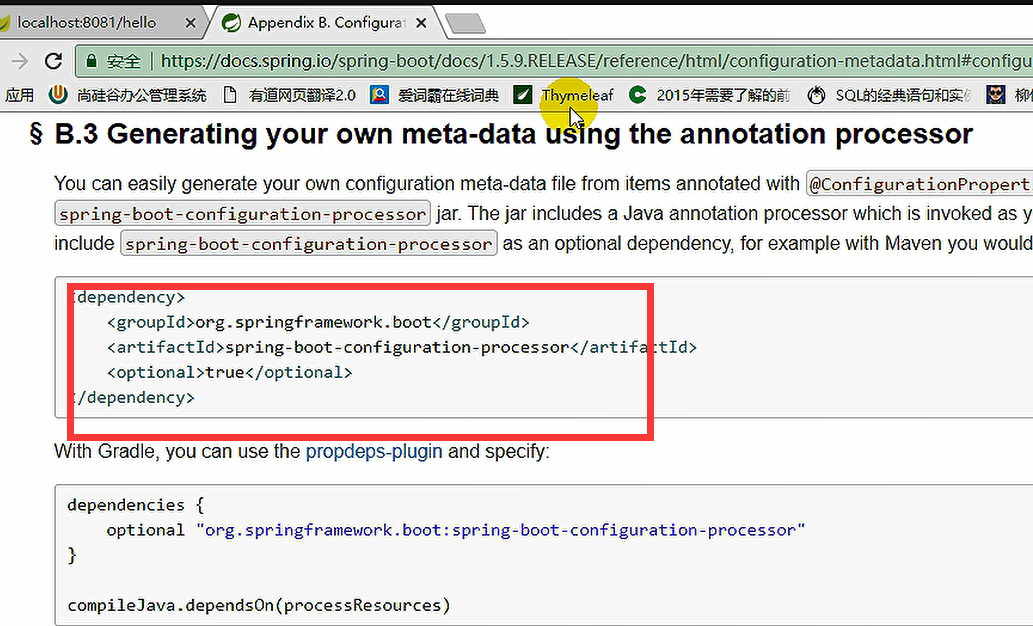 localhost:8081/hello
Appendix B. Configurat
安全 | https://docs.spring.io/spring-boot/docs/1.5.9.RELEASE/reference/html/configuration-metadata.html#configu
应用 尚硅谷办公管理系统 有道网页翻译2.0 爱词霸在线词典 Thymeleaf 2015年需要了解的前 SQL的经典语句和实
§ B.3 Generating your own meta-data using the annotation processor
You can easily generate your own configuration meta-data file from items annotated with @ConfigurationPropert
spring-boot-configuration-processor jar. The jar includes a Java annotation processor which is invoked as y
include spring-boot-configuration-processor as an optional dependency, for example with Maven you would
<dependency>
<groupId>org.springframework.boot</groupId>
<artifactId>spring-boot-configuration-processor</artifactId>
<optional>true</optional>
</dependency>
With Gradle, you can use the propdeps-plugin and specify:
dependencies {
optional "org.springframework.boot:spring-boot-configuration-processor"
}
compileJava.dependsOn(processResources)